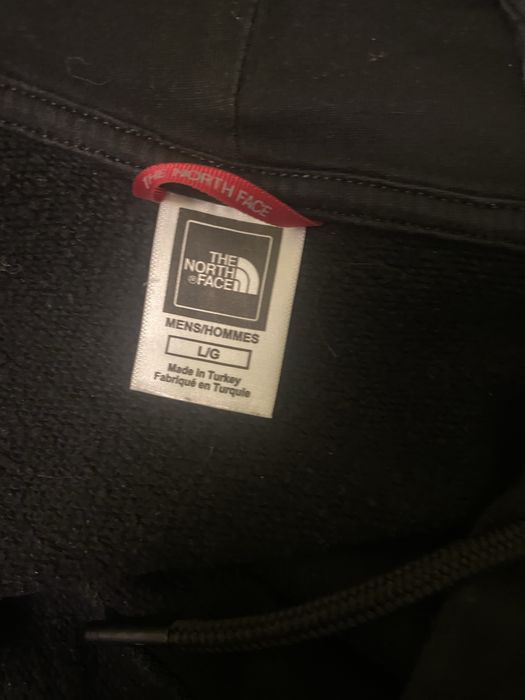 THE NORTH FACE
THE
NORTH
®FACE
MENS/HOMMES
L/G
Made in Turkey
Fabriqué en Turquie